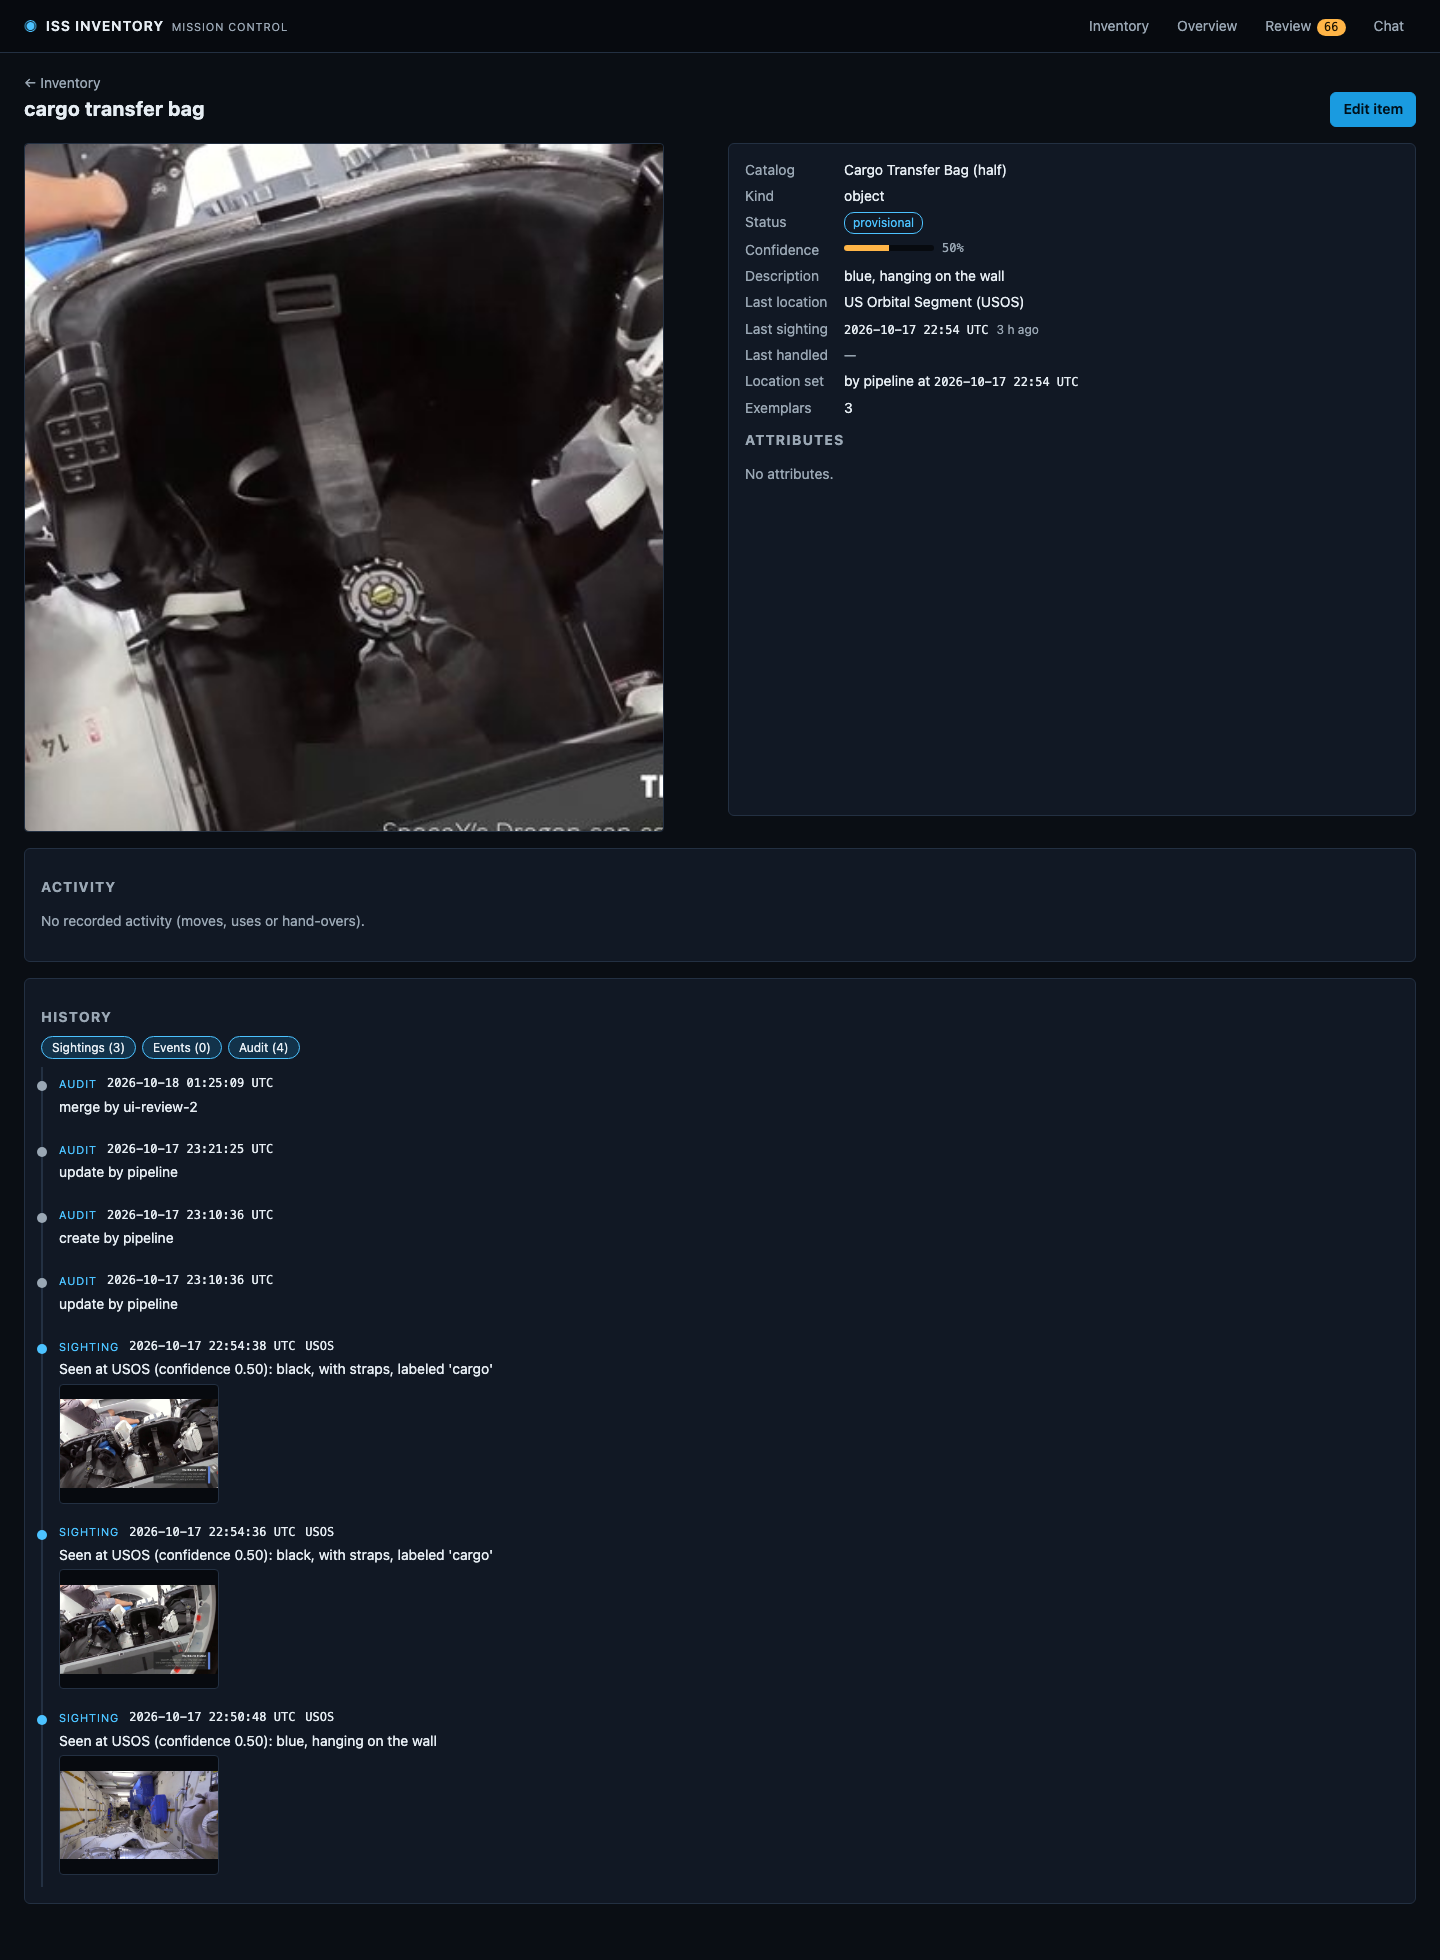 ISS INVENTORY MISSION CONTROL
Inventory Overview Review 66 Chat
← Inventory
cargo transfer bag
Edit item
Catalog Cargo Transfer Bag (half)
Kind object
Status provisional
Confidence 50%
Description blue, hanging on the wall
Last location US Orbital Segment (USOS)
Last sighting 2026-10-17 22:54 UTC 3 h ago
Last handled —
Location set by pipeline at 2026-10-17 22:54 UTC
Exemplars 3
ATTRIBUTES
No attributes.
14
ACTIVITY
No recorded activity (moves, uses or hand-overs).
HISTORY
Sightings (3) Events (0) Audit (4)
AUDIT 2026-10-18 01:25:09 UTC
merge by ui-review-2
AUDIT 2026-10-17 23:21:25 UTC
update by pipeline
AUDIT 2026-10-17 23:10:36 UTC
create by pipeline
AUDIT 2026-10-17 23:10:36 UTC
update by pipeline
SIGHTING 2026-10-17 22:54:38 UTC USOS
Seen at USOS (confidence 0.50): black, with straps, labeled 'cargo'
SIGHTING 2026-10-17 22:54:36 UTC USOS
Seen at USOS (confidence 0.50): black, with straps, labeled 'cargo'
SIGHTING 2026-10-17 22:50:48 UTC USOS
Seen at USOS (confidence 0.50): blue, hanging on the wall